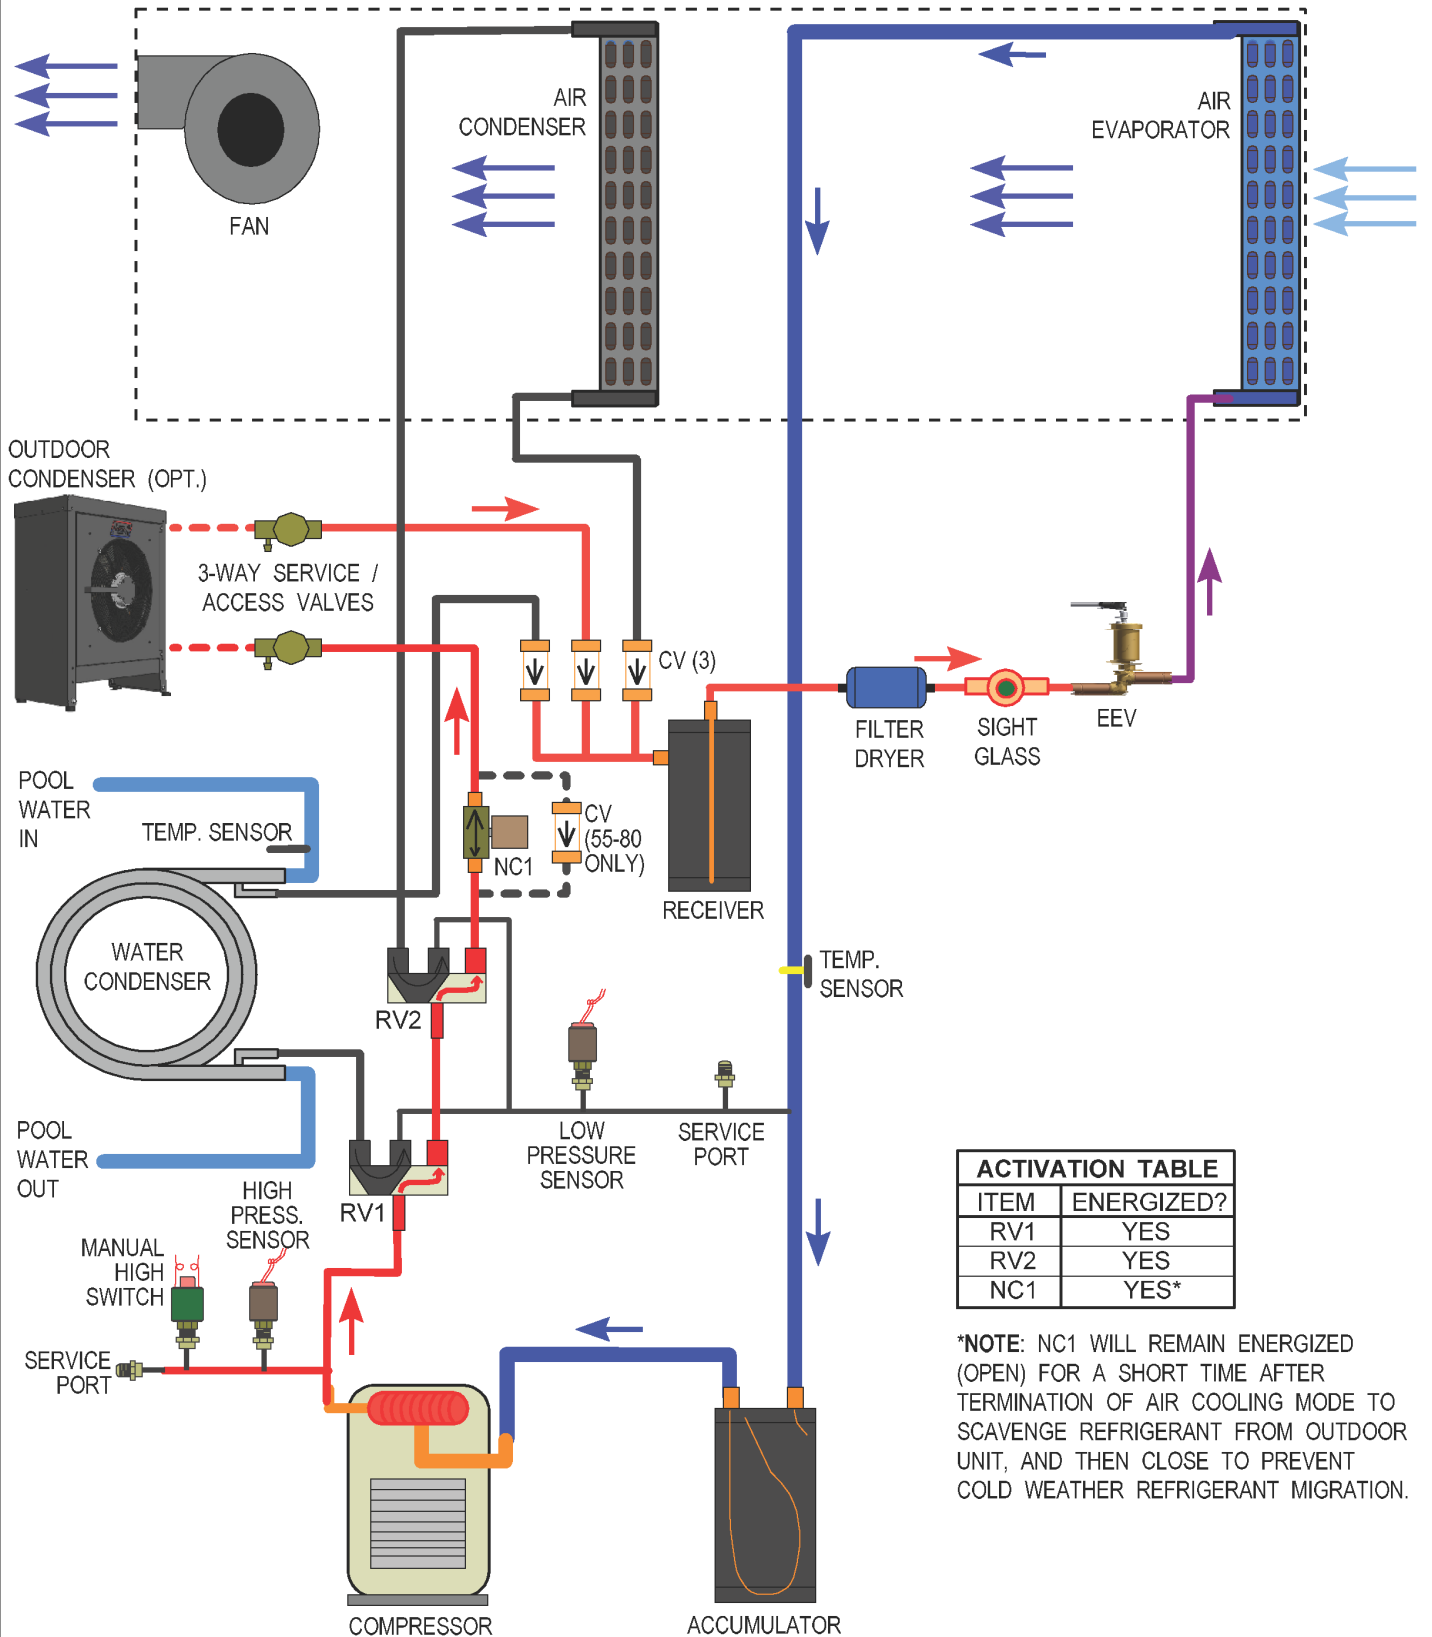 AIR
CONDENSER
AIR
EVAPORATOR
FAN
OUTDOOR
CONDENSER (OPT.)
3-WAY SERVICE /
ACCESS VALVES
CV (3)
FILTER
DRYER
SIGHT
GLASS
EEV
POOL
WATER
IN
TEMP. SENSOR
NC1
CV
(55-80
ONLY)
RECEIVER
WATER
CONDENSER
RV2
TEMP.
SENSOR
POOL
WATER
OUT
LOW
PRESSURE
SENSOR
SERVICE
PORT
HIGH
PRESS.
SENSOR
RV1
MANUAL
HIGH
SWITCH
SERVICE
PORT
COMPRESSOR
ACCUMULATOR
ACTIVATION TABLE
ITEM ENERGIZED?
RV1 YES
RV2 YES
NC1 YES*
*NOTE: NC1 WILL REMAIN ENERGIZED
(OPEN) FOR A SHORT TIME AFTER
TERMINATION OF AIR COOLING MODE TO
SCAVENGE REFRIGERANT FROM OUTDOOR
UNIT, AND THEN CLOSE TO PREVENT
COLD WEATHER REFRIGERANT MIGRATION.